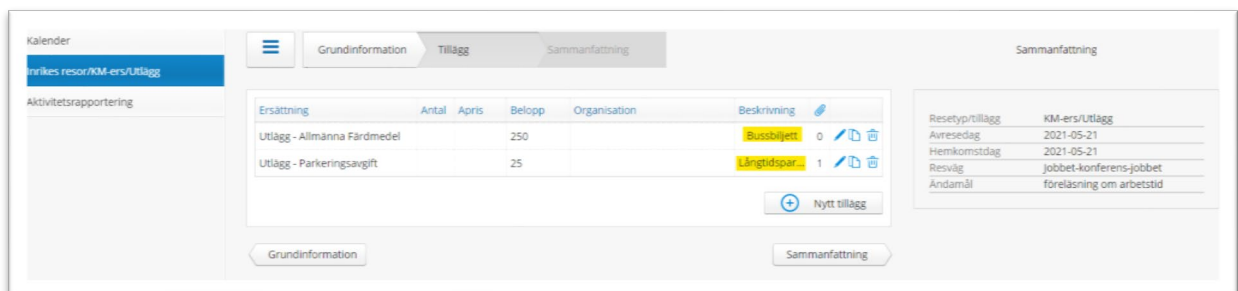 Kalender
Inrikes resor/KM-ers/Utlägg
Aktivitetsrapportering
Grundinformation Tillägg Sammanfattning
Ersättning Antal Apris Belopp Organisation Beskrivning
Utlägg - Allmänna Färdmedel 250 Bussbiljett 0
Utlägg - Parkeringsavgift 25 Långtidspar... 1
Nytt tillägg
Grundinformation Sammanfattning
Sammanfattning
Resetyp/tillägg KM-ers/Utlägg
Avresedag 2021-05-21
Hemkomstdag 2021-05-21
Resväg Jobbet-konferens-jobbet
Ändamål föreläsning om arbetstid